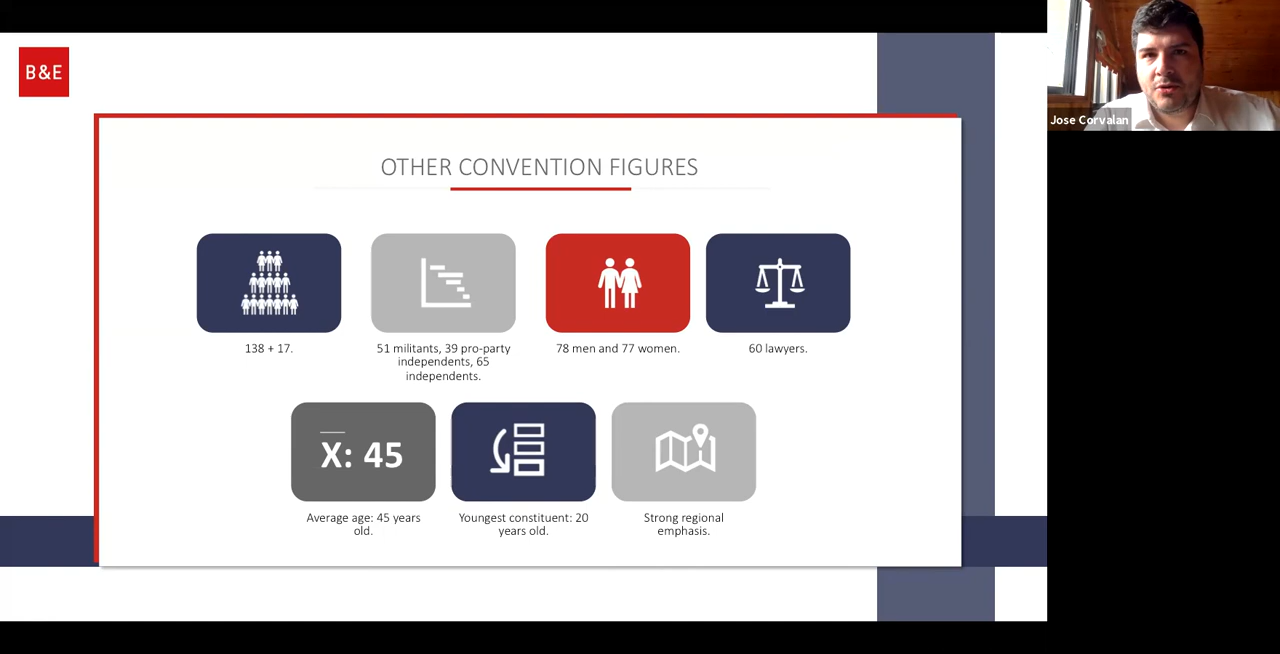 B&E
Jose Corvalan
OTHER CONVENTION FIGURES
138 + 17.
51 militants, 39 pro-party
independents, 65
independents.
78 men and 77 women.
60 lawyers.
X: 45
Average age: 45 years
old.
Youngest constituent: 20
years old.
Strong regional
emphasis.